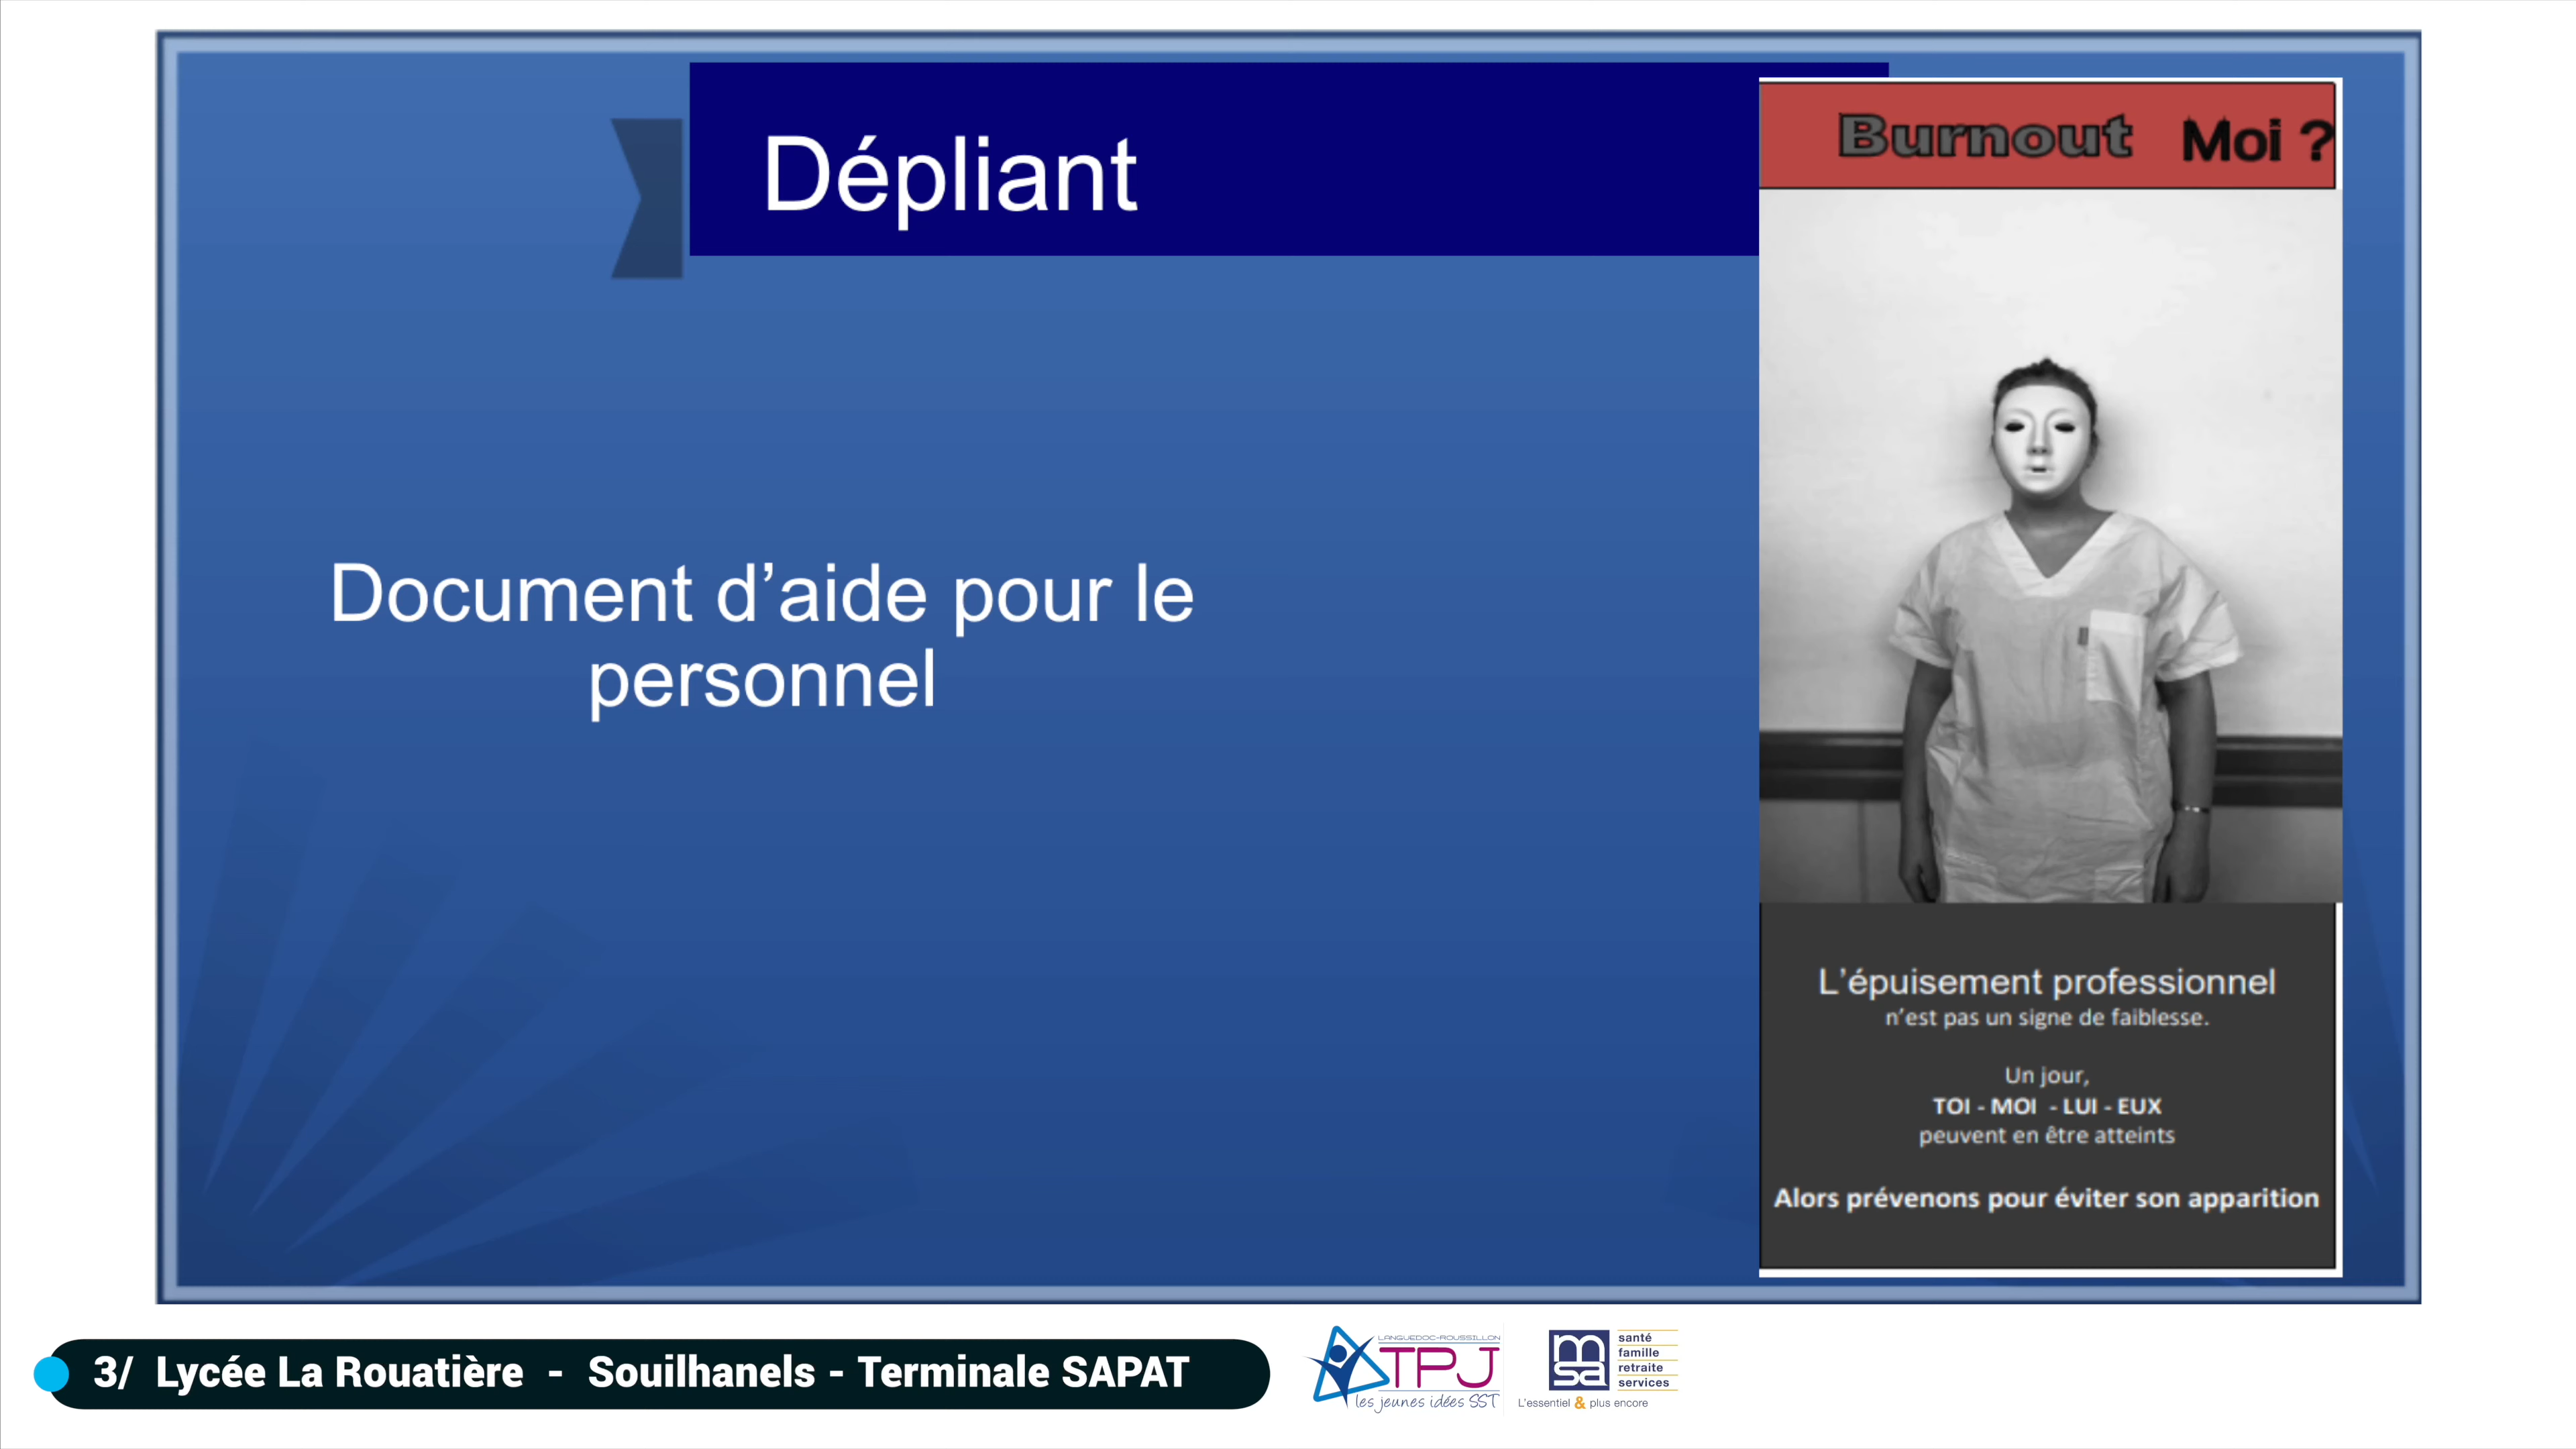 Dépliant
Document d’aide pour le
personnel
Burnout Moi ?
L’épuisement professionnel
n’est pas un signe de faiblesse.
Un jour,
TOI - MOI - LUI - EUX
peuvent en être atteints
Alors prévenons pour éviter son apparition
3/ Lycée La Rouatière - Souilhanels - Terminale SAPAT
LANGUEDOC-ROUSSILLON
TPJ
les jeunes idées SST
msa
santé
famille
retraite
services
L'essentiel & plus encore